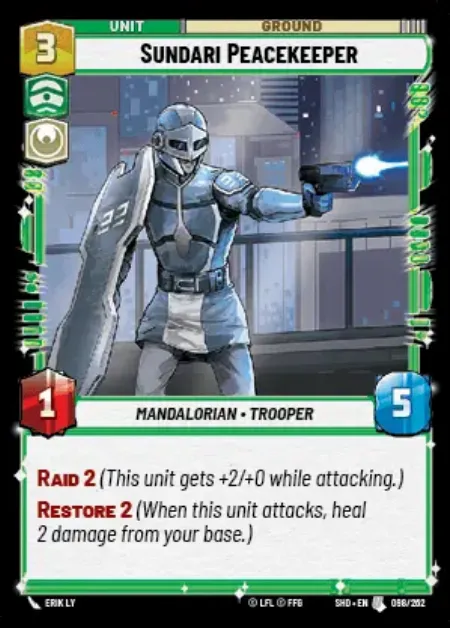 UNIT
GROUND
3
SUNDARI PEACEKEEPER
33
1
MANDALORIAN • TROOPER
5
RAID 2 (This unit gets +2/+0 while attacking.)
RESTORE 2 (When this unit attacks, heal
2 damage from your base.)
ERIK LY
© LFL © FFG
SHD • EN
098/262